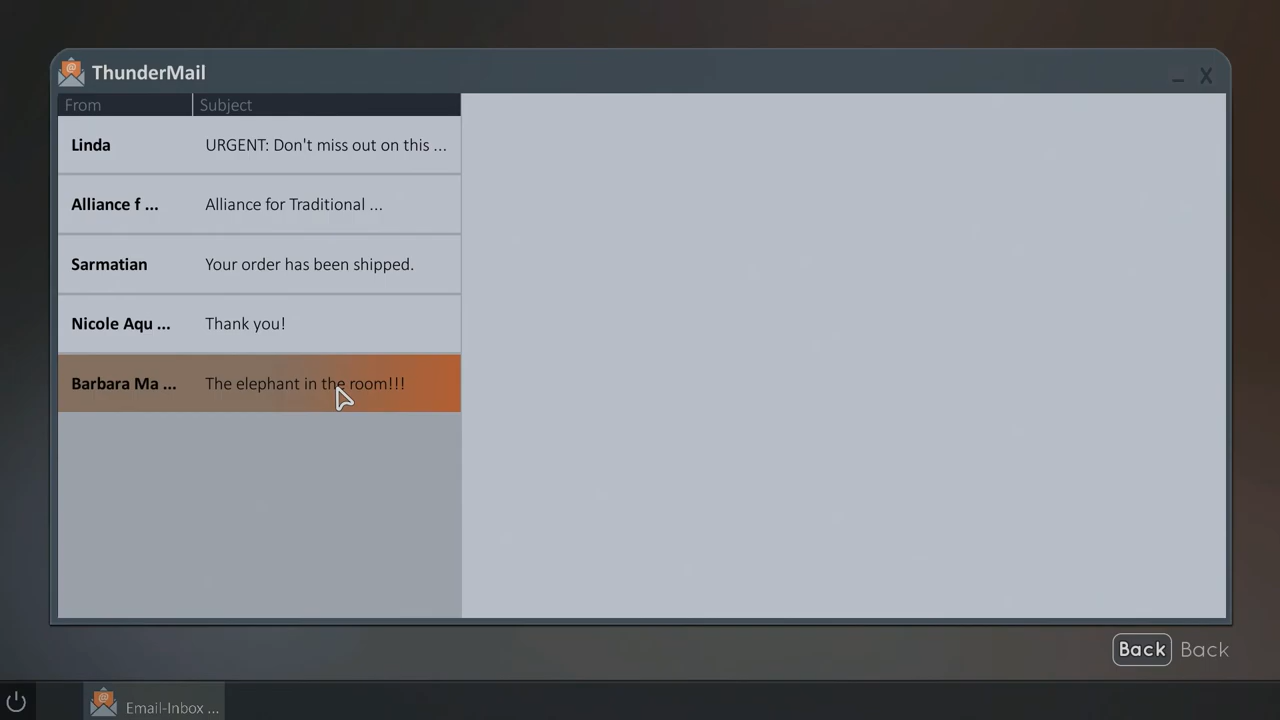 ThunderMail
From Subject
Linda URGENT: Don't miss out on this ...
Alliance f ... Alliance for Traditional ...
Sarmatian Your order has been shipped.
Nicole Aqu ... Thank you!
Barbara Ma ... The elephant in the room!!!
Back Back
Email-Inbox ...